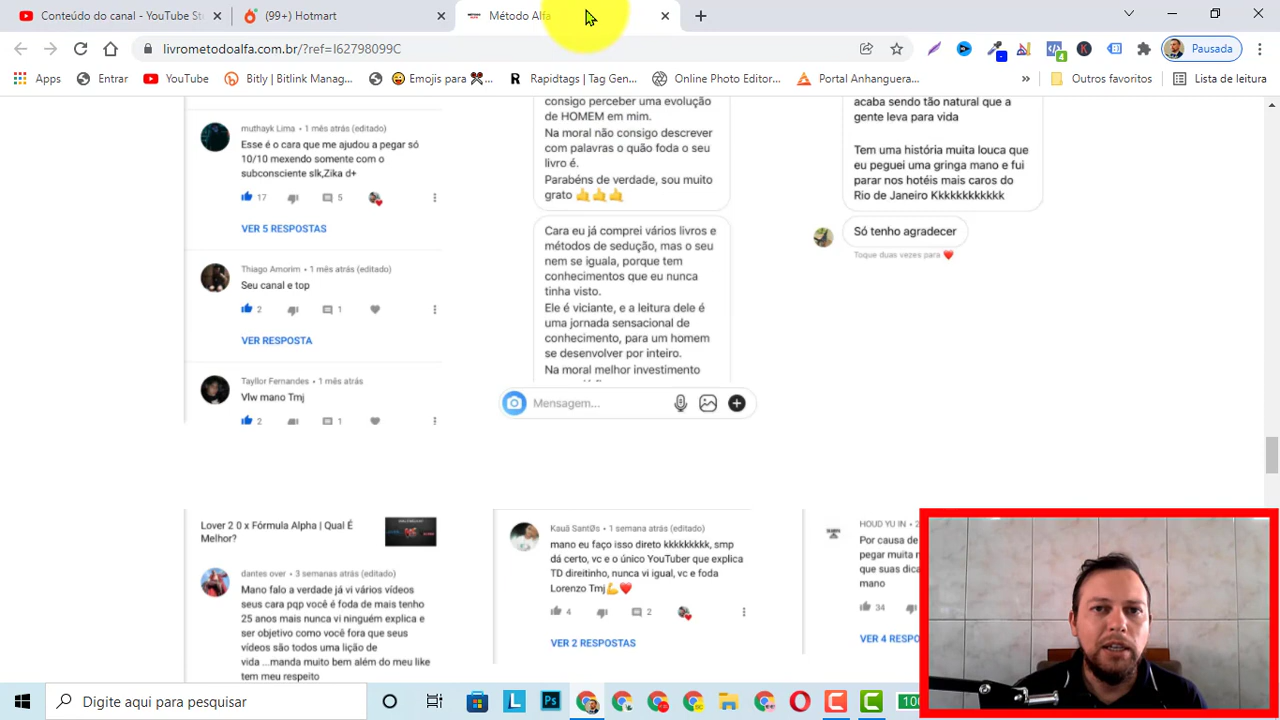 Conteúdo do canal - YouTube St
(99+) Hotmart
Método Alfa
livrometodoalfa.com.br/?ref=I62798099C
4
Pausada
Apps
Entrar
YouTube
Bitly | Bitlink Manag...
Emojis para
Rapidtags | Tag Gen...
Online Photo Editor...
Portal Anhanguera...
»
Outros favoritos
Lista de leitura
muthayk Lima • 1 mês atrás (editado)
Esse é o cara que me ajudou a pegar só
10/10 mexendo somente com o
subconsciente slk,Zika d+
17
5
VER 5 RESPOSTAS
Thiago Amorim • 1 mês atrás (editado)
Seu canal e top
2
1
VER RESPOSTA
Tayllor Fernandes • 1 mês atrás
Vlw mano Tmj
2
1
consigo perceber uma evolução
de HOMEM em mim.
Na moral não consigo descrever
com palavras o quão foda o seu
livro é.
Parabéns de verdade, sou muito
grato 🤙🤙🤙
Cara eu já comprei vários livros e
métodos de sedução, mas o seu
nem se iguala, porque tem
conhecimentos que eu nunca
tinha visto.
Ele é viciante, e a leitura dele é
uma jornada sensacional de
conhecimento, para um homem
se desenvolver por inteiro.
Na moral melhor investimento
Mensagem...
acaba sendo tão natural que a
gente leva para vida
Tem uma história muita louca que
eu peguei uma gringa mano e fui
parar nos hotéis mais caros do
Rio de Janeiro Kkkkkkkkkkk
Só tenho agradecer
Toque duas vezes para ❤️
Lover 2 0 x Fórmula Alpha | Qual É
Melhor?
dantes over • 3 semanas atrás (editado)
Mano falo a verdade já vi vários vídeos
seus cara pqp você é foda de mais tenho
25 anos mais nunca vi ninguém explica e
ser objetivo como você fora que seus
vídeos são todos uma lição de
vida ...manda muito bem além do meu like
tem meu respeito
Kauã SantØs • 1 semana atrás (editado)
mano eu faço isso direto kkkkkkkkk, smp
dá certo, vc e o único YouTuber que explica
TD direitinho, nunca vi igual, vc e foda
Lorenzo Tmj💪❤️
4
2
VER 2 RESPOSTAS
HOUD YU IN • 2
Por causa de
pegar muita
que suas dica
mano
34
VER 4 RESPO
Digite aqui para pesquisar